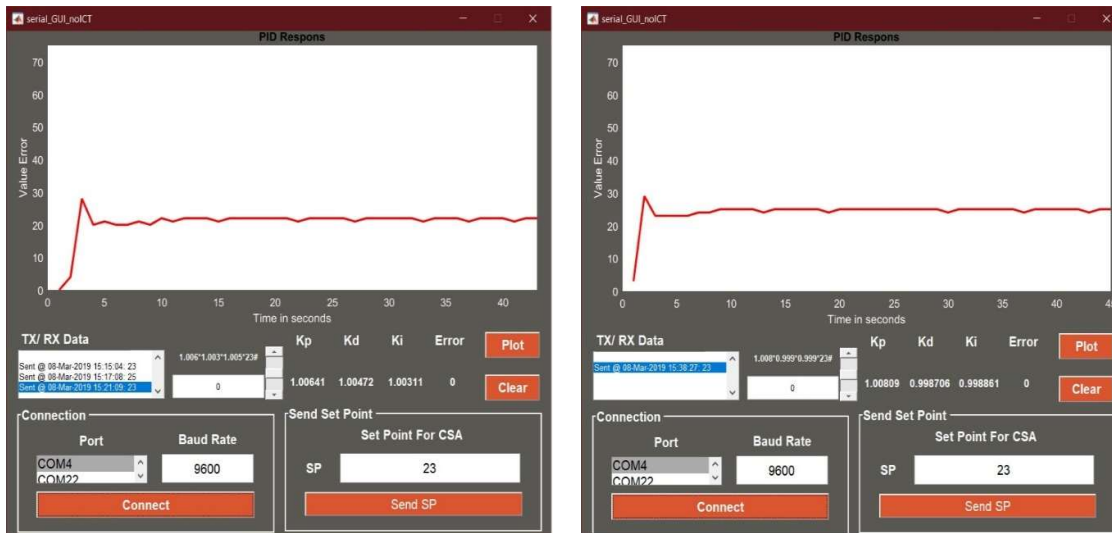 serial_GUI_noICT
PID Respons
Value Error
70
60
50
40
30
20
10
0
0 5 10 15 20 25 30 35 40
Time in seconds
TX/ RX Data
Sent @ 08-Mar-2019 15:15:04: 23
Sent @ 08-Mar-2019 15:17:08: 25
Sent @ 08-Mar-2019 15:21:09: 23
1.006*1.003*1.005*23#
0
Kp Kd Ki Error
1.00641 1.00472 1.00311 0
Plot
Clear
Connection
Port Baud Rate
COM4
COM22
9600
Connect
Send Set Point
Set Point For CSA
SP 23
Send SP
serial_GUI_noICT
PID Respons
Value Error
70
60
50
40
30
20
10
0
0 5 10 15 20 25 30 35 40 45
Time in seconds
TX/ RX Data
Sent @ 08-Mar-2019 15:38:27: 23
1.008*0.999*0.999*23#
0
Kp Kd Ki Error
1.00809 0.998706 0.998861 0
Plot
Clear
Connection
Port Baud Rate
COM4
COM22
9600
Connect
Send Set Point
Set Point For CSA
SP 23
Send SP